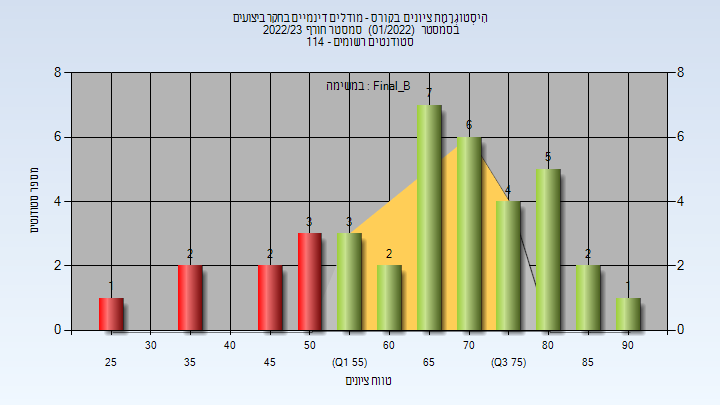 היסטוגרמת ציונים בקורס - מודלים דינמיים בחקר ביצועים
בסמסטר (01/2022) סמסטר חורף 2022/23
סטודנטים רשומים - 114
במשימה : Final_B
מספר סטודנטים
8 8
6 6
4 4
2 2
0 0
1 2 2 3 3 2 7 6 4 5 2 1
30 40 50 60 70 80 90
25 35 45 (Q1 55) 65 (Q3 75) 85
טווח ציונים